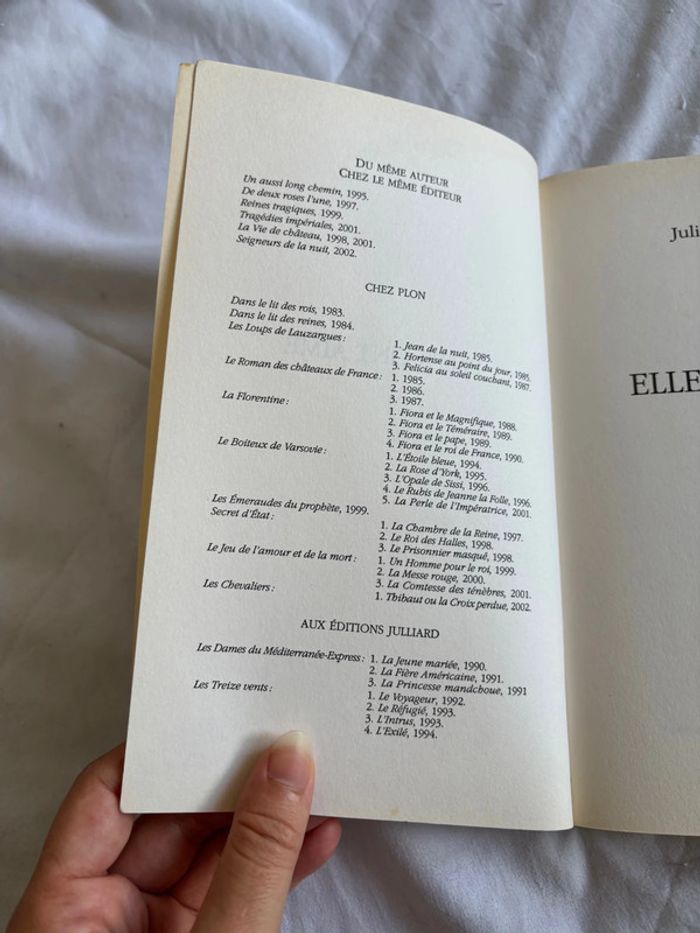 DU MÊME AUTEUR
CHEZ LE MÊME ÉDITEUR
Un aussi long chemin, 1995.
De deux roses l'une, 1997.
Reines tragiques, 1999.
Tragédies impériales, 2001.
La Vie de château, 1998, 2001.
Seigneurs de la nuit, 2002.
CHEZ PLON
Dans le lit des rois, 1983.
Dans le lit des reines, 1984.
Les Loups de Lauzargues :
1. Jean de la nuit, 1985.
2. Hortense au point du jour, 1985.
3. Felicia au soleil couchant, 1987.
Le Roman des châteaux de France :
1. 1985.
2. 1986.
3. 1987.
La Florentine :
1. Fiora et le Magnifique, 1988.
2. Fiora et le Téméraire, 1989.
3. Fiora et le pape, 1989.
4. Fiora et le roi de France, 1990.
Le Boiteux de Varsovie :
1. L'Étoile bleue, 1994.
2. La Rose d'York, 1995.
3. L'Opale de Sissi, 1996.
4. Le Rubis de Jeanne la Folle, 1996.
5. La Perle de l'Impératrice, 2001.
Les Émeraudes du prophète, 1999.
Secret d'État :
1. La Chambre de la Reine, 1997.
2. Le Roi des Halles, 1998.
3. Le Prisonnier masqué, 1998.
Le Jeu de l'amour et de la mort :
1. Un Homme pour le roi, 1999.
2. La Messe rouge, 2000.
3. La Comtesse des ténèbres, 2001.
Les Chevaliers :
1. Thibaut ou la Croix perdue, 2002.
AUX ÉDITIONS JULLIARD
Les Dames du Méditerranée-Express :
1. La Jeune mariée, 1990.
2. La Fière Américaine, 1991.
3. La Princesse mandchoue, 1991
Les Treize vents :
1. Le Voyageur, 1992.
2. Le Réfugié, 1993.
3. L'Intrus, 1993.
4. L'Exilé, 1994.
Juli
ELLE